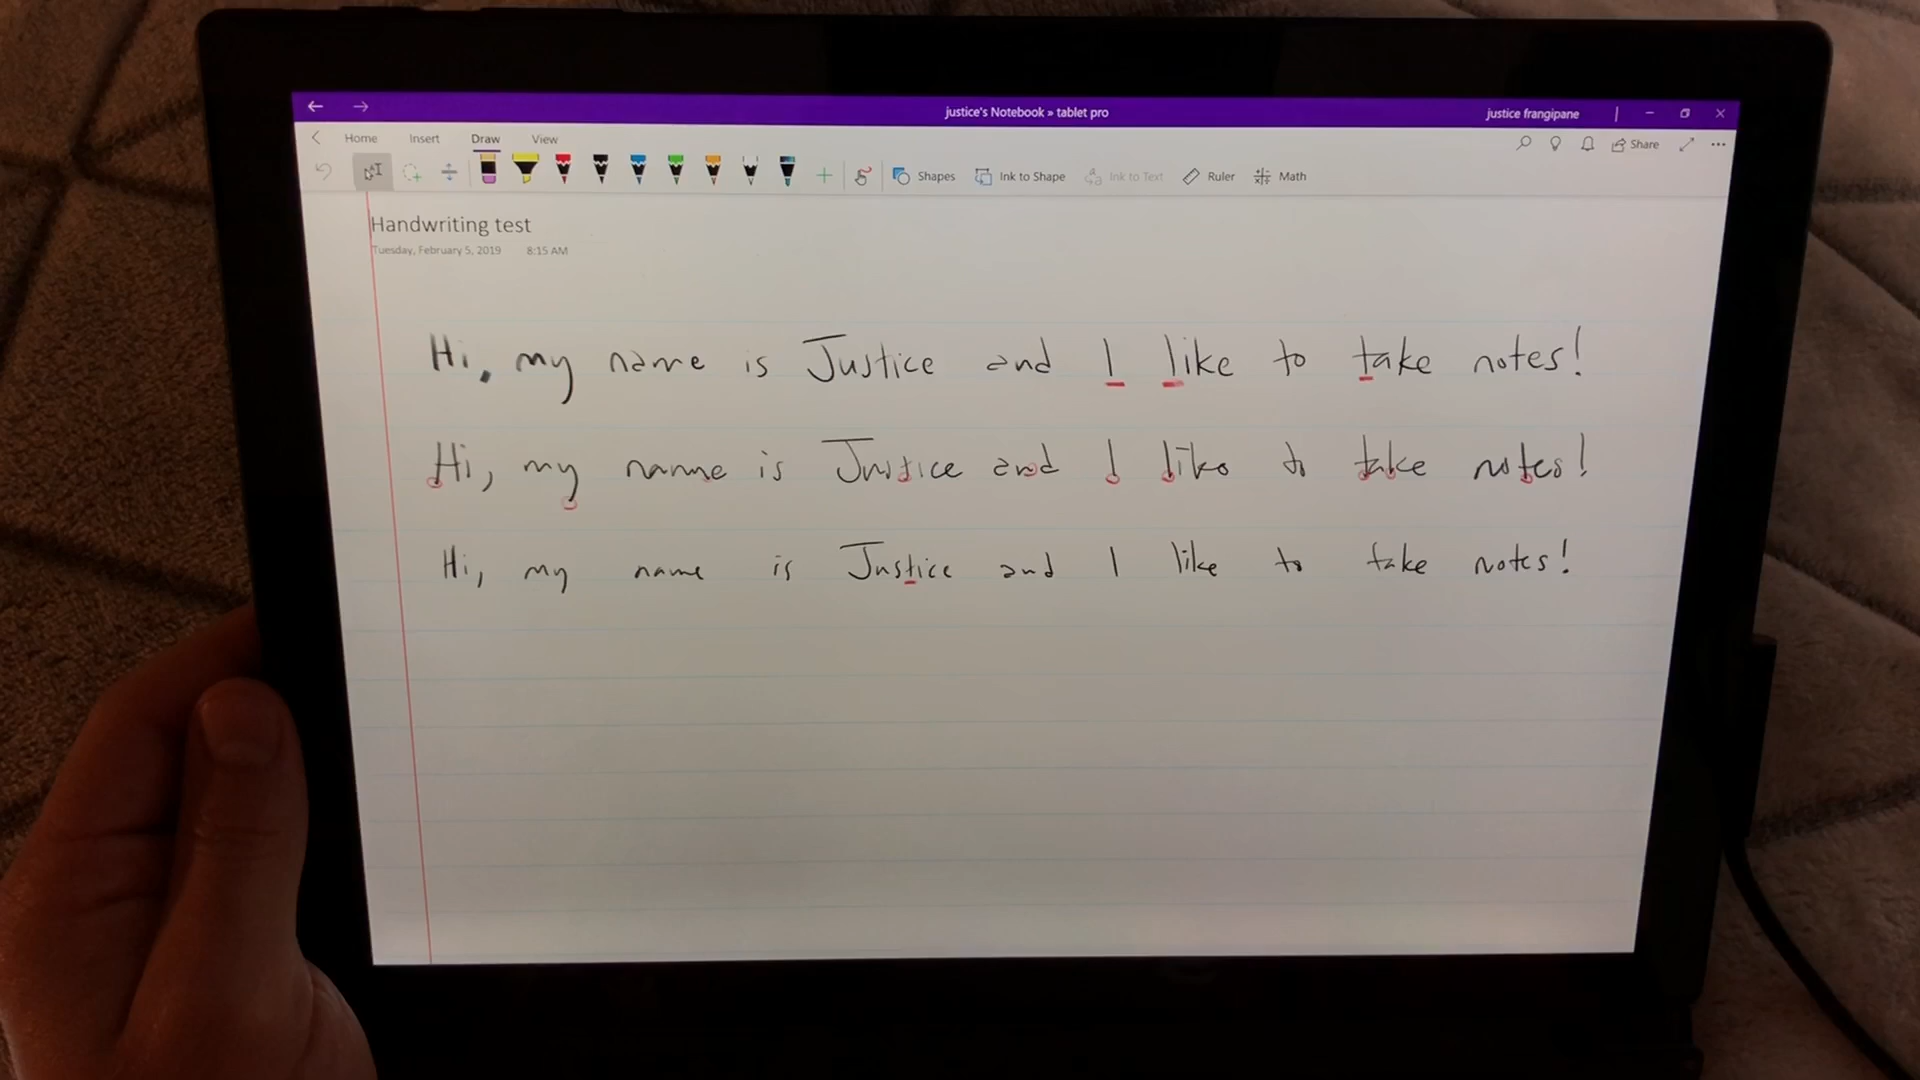 justice's Notebook » tablet pro
justice frangipane
Home Insert Draw View
Share
Shapes Ink to Shape Ink to Text Ruler Math
Handwriting test
Tuesday, February 5, 2019 8:15 AM
Hi, my name is Justice and I like to take notes!
Hi, my name is Justice and I like to take notes!
Hi, my name is Justice and I like to take notes!